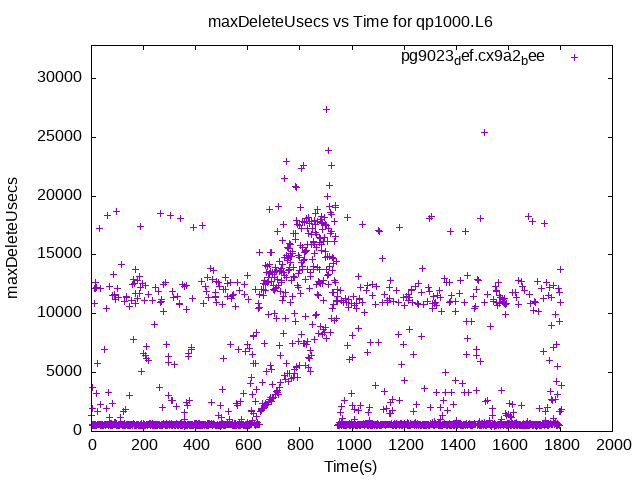 maxDeleteUsecs vs Time for qp1000.L6
pg9023def.cx9a2bee
30000
25000
20000
15000
10000
5000
0
maxDeleteUsecs
0 200 400 600 800 1000 1200 1400 1600 1800 2000
Time(s)